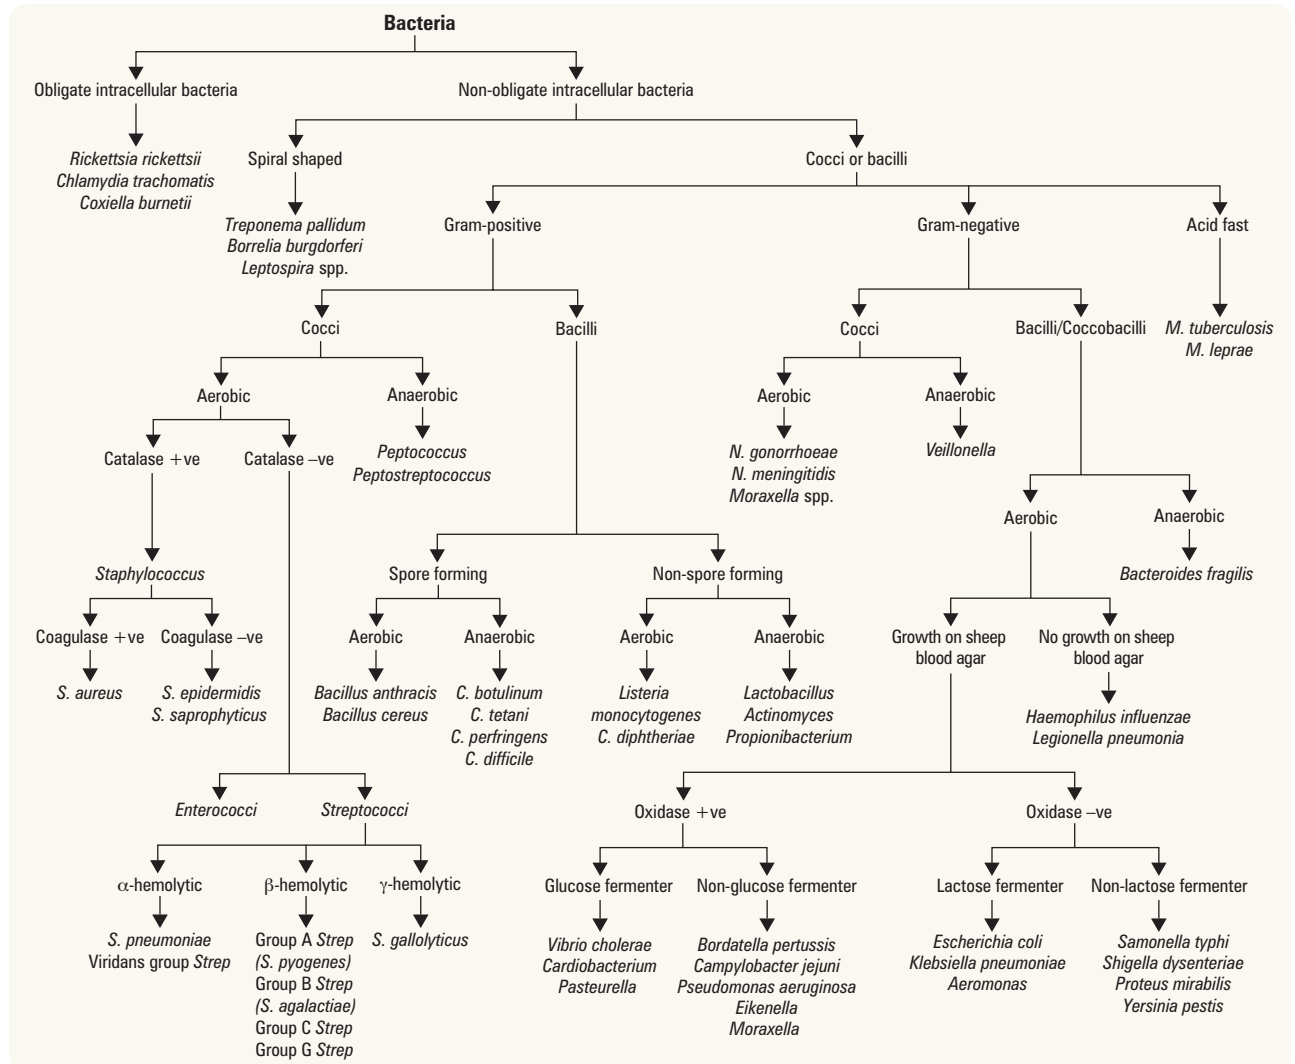 Bacteria
Obligate intracellular bacteria
Non-obligate intracellular bacteria
Rickettsia rickettsii
Chlamydia trachomatis
Coxiella burnetii
Spiral shaped
Cocci or bacilli
Treponema pallidum
Borrelia burgdorferi
Leptospira spp.
Gram-positive
Gram-negative
Acid fast
Cocci
Bacilli
Cocci
Bacilli/Coccobacilli
M. tuberculosis
M. leprae
Aerobic
Anaerobic
Aerobic
Anaerobic
Catalase +ve
Catalase –ve
Peptococcus
Peptostreptococcus
N. gonorrhoeae
N. meningitidis
Moraxella spp.
Veillonella
Aerobic
Anaerobic
Staphylococcus
Spore forming
Non-spore forming
Bacteroides fragilis
Coagulase +ve
Coagulase –ve
Aerobic
Anaerobic
Aerobic
Anaerobic
Growth on sheep
blood agar
No growth on sheep
blood agar
S. aureus
S. epidermidis
S. saprophyticus
Bacillus anthracis
Bacillus cereus
C. botulinum
C. tetani
C. perfringens
C. difficile
Listeria
monocytogenes
C. diphtheriae
Lactobacillus
Actinomyces
Propionibacterium
Haemophilus influenzae
Legionella pneumonia
Enterococci
Streptococci
Oxidase +ve
Oxidase –ve
α-hemolytic
β-hemolytic
γ-hemolytic
Glucose fermenter
Non-glucose fermenter
Lactose fermenter
Non-lactose fermenter
S. pneumoniae
Viridans group Strep
Group A Strep
(S. pyogenes)
Group B Strep
(S. agalactiae)
Group C Strep
Group G Strep
S. gallolyticus
Vibrio cholerae
Cardiobacterium
Pasteurella
Bordatella pertussis
Campylobacter jejuni
Pseudomonas aeruginosa
Eikenella
Moraxella
Escherichia coli
Klebsiella pneumoniae
Aeromonas
Samonella typhi
Shigella dysenteriae
Proteus mirabilis
Yersinia pestis